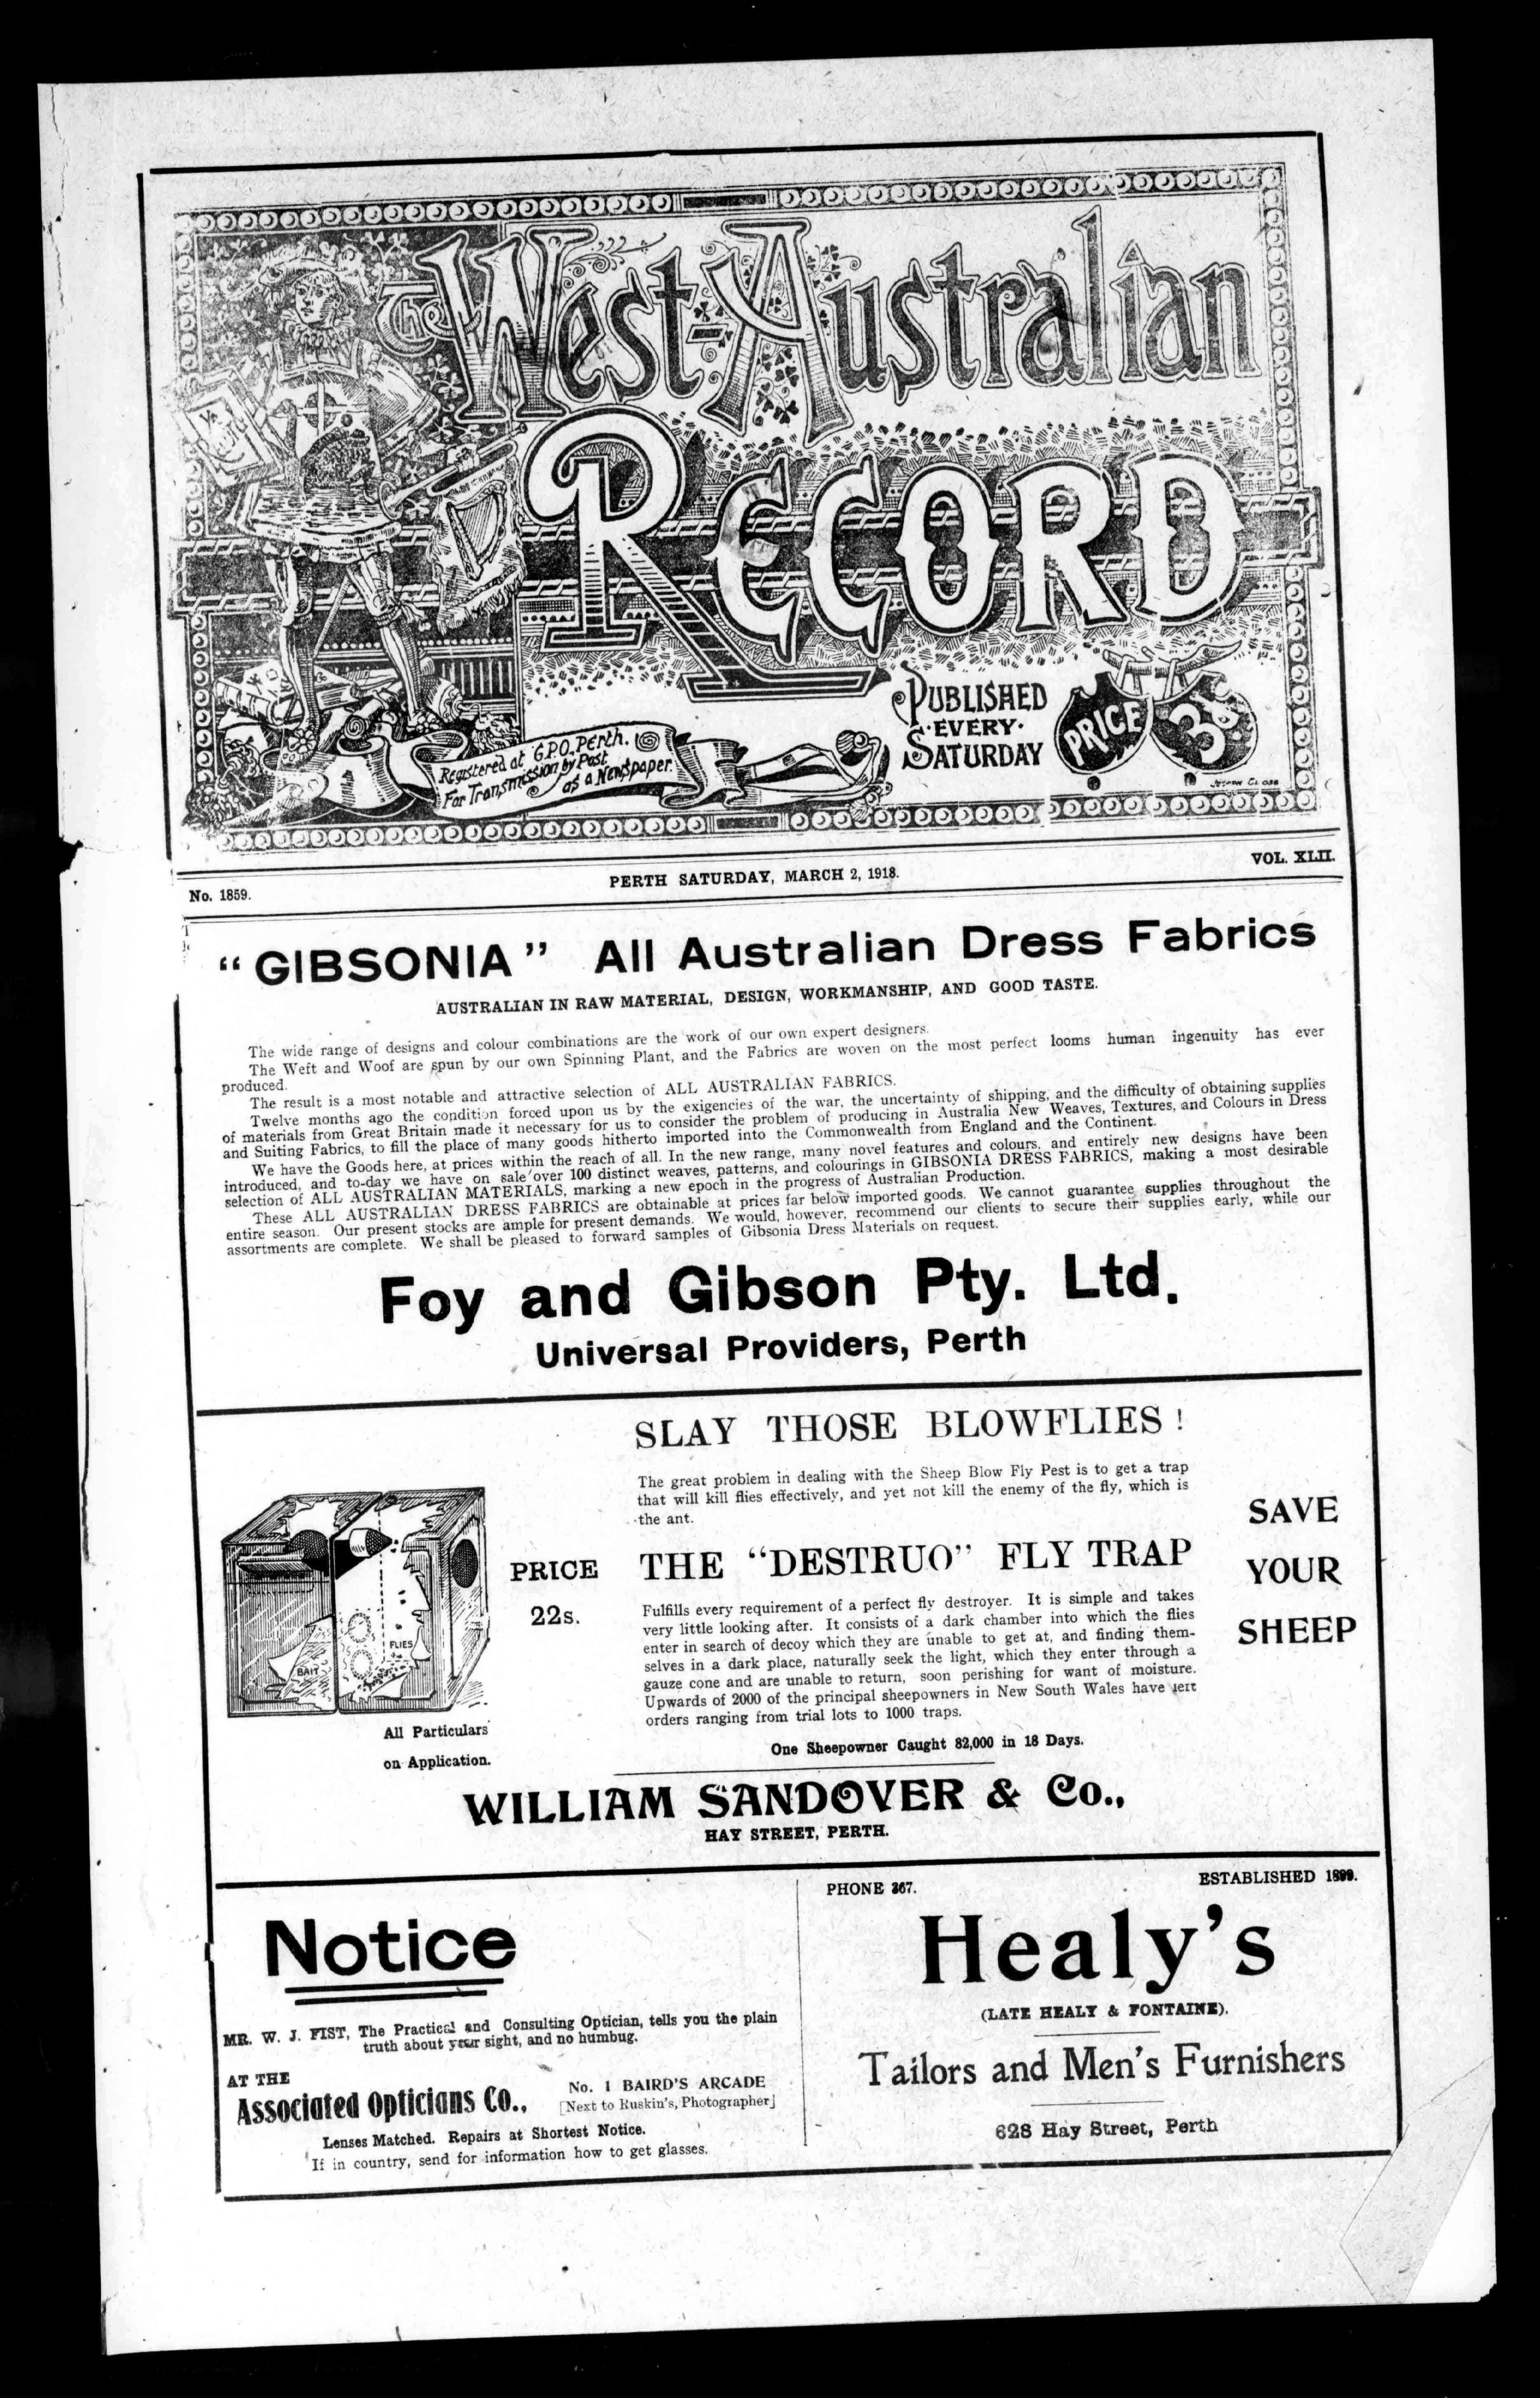 The West-Australian
RECORD
PUBLISHED
EVERY
SATURDAY
PRICE 3d
Registered at G.P.O. Perth.
For Transmission by Post
as a Newspaper.
No. 1859.
PERTH SATURDAY, MARCH 2, 1918.
VOL. XLII.
"GIBSONIA" All Australian Dress Fabrics
AUSTRALIAN IN RAW MATERIAL, DESIGN, WORKMANSHIP, AND GOOD TASTE.
The wide range of designs and colour combinations are the work of our own expert designers.
The Weft and Woof are spun by our own Spinning Plant, and the Fabrics are woven on the most perfect looms human ingenuity has ever
produced.
The result is a most notable and attractive selection of ALL AUSTRALIAN FABRICS.
Twelve months ago the condition forced upon us by the exigencies of the war, the uncertainty of shipping, and the difficulty of obtaining supplies
of materials from Great Britain made it necessary for us to consider the problem of producing in Australia New Weaves, Textures, and Colours in Dress
and Suiting Fabrics, to fill the place of many goods hitherto imported into the Commonwealth from England and the Continent.
We have the Goods here, at prices within the reach of all. In the new range, many novel features and colours, and entirely new designs have been
introduced, and to-day we have on sale over 100 distinct weaves, patterns, and colourings in GIBSONIA DRESS FABRICS, making a most desirable
selection of ALL AUSTRALIAN MATERIALS, marking a new epoch in the progress of Australian Production.
These ALL AUSTRALIAN DRESS FABRICS are obtainable at prices far below imported goods. We cannot guarantee supplies throughout the
entire season. Our present stocks are ample for present demands. We would, however, recommend our clients to secure their supplies early, while our
assortments are complete. We shall be pleased to forward samples of Gibsonia Dress Materials on request.
Foy and Gibson Pty. Ltd.
Universal Providers, Perth
SLAY THOSE BLOWFLIES!
The great problem in dealing with the Sheep Blow Fly Pest is to get a trap
that will kill flies effectively, and yet not kill the enemy of the fly, which is
the ant.
THE "DESTRUO" FLY TRAP
Fulfills every requirement of a perfect fly destroyer. It is simple and takes
very little looking after. It consists of a dark chamber into which the flies
enter in search of decoy which they are unable to get at, and finding them-
selves in a dark place, naturally seek the light, which they enter through a
gauze cone and are unable to return, soon perishing for want of moisture.
Upwards of 2000 of the principal sheepowners in New South Wales have left
orders ranging from trial lots to 1000 traps.
One Sheepowner Caught 82,000 in 18 Days.
PRICE
22s.
BAIT
FLIES
All Particulars
on Application.
SAVE
YOUR
SHEEP
WILLIAM SANDOVER & Co.,
HAY STREET, PERTH.
Notice
MR. W. J. FIST, The Practical and Consulting Optician, tells you the plain
truth about your sight, and no humbug.
AT THE
Associated Opticians Co.,
No. 1 BAIRD'S ARCADE
[Next to Ruskin's, Photographer]
Lenses Matched. Repairs at Shortest Notice.
If in country, send for information how to get glasses.
PHONE 367.
ESTABLISHED 1899.
Healy's
(LATE HEALY & FONTAINE).
Tailors and Men's Furnishers
628 Hay Street, Perth